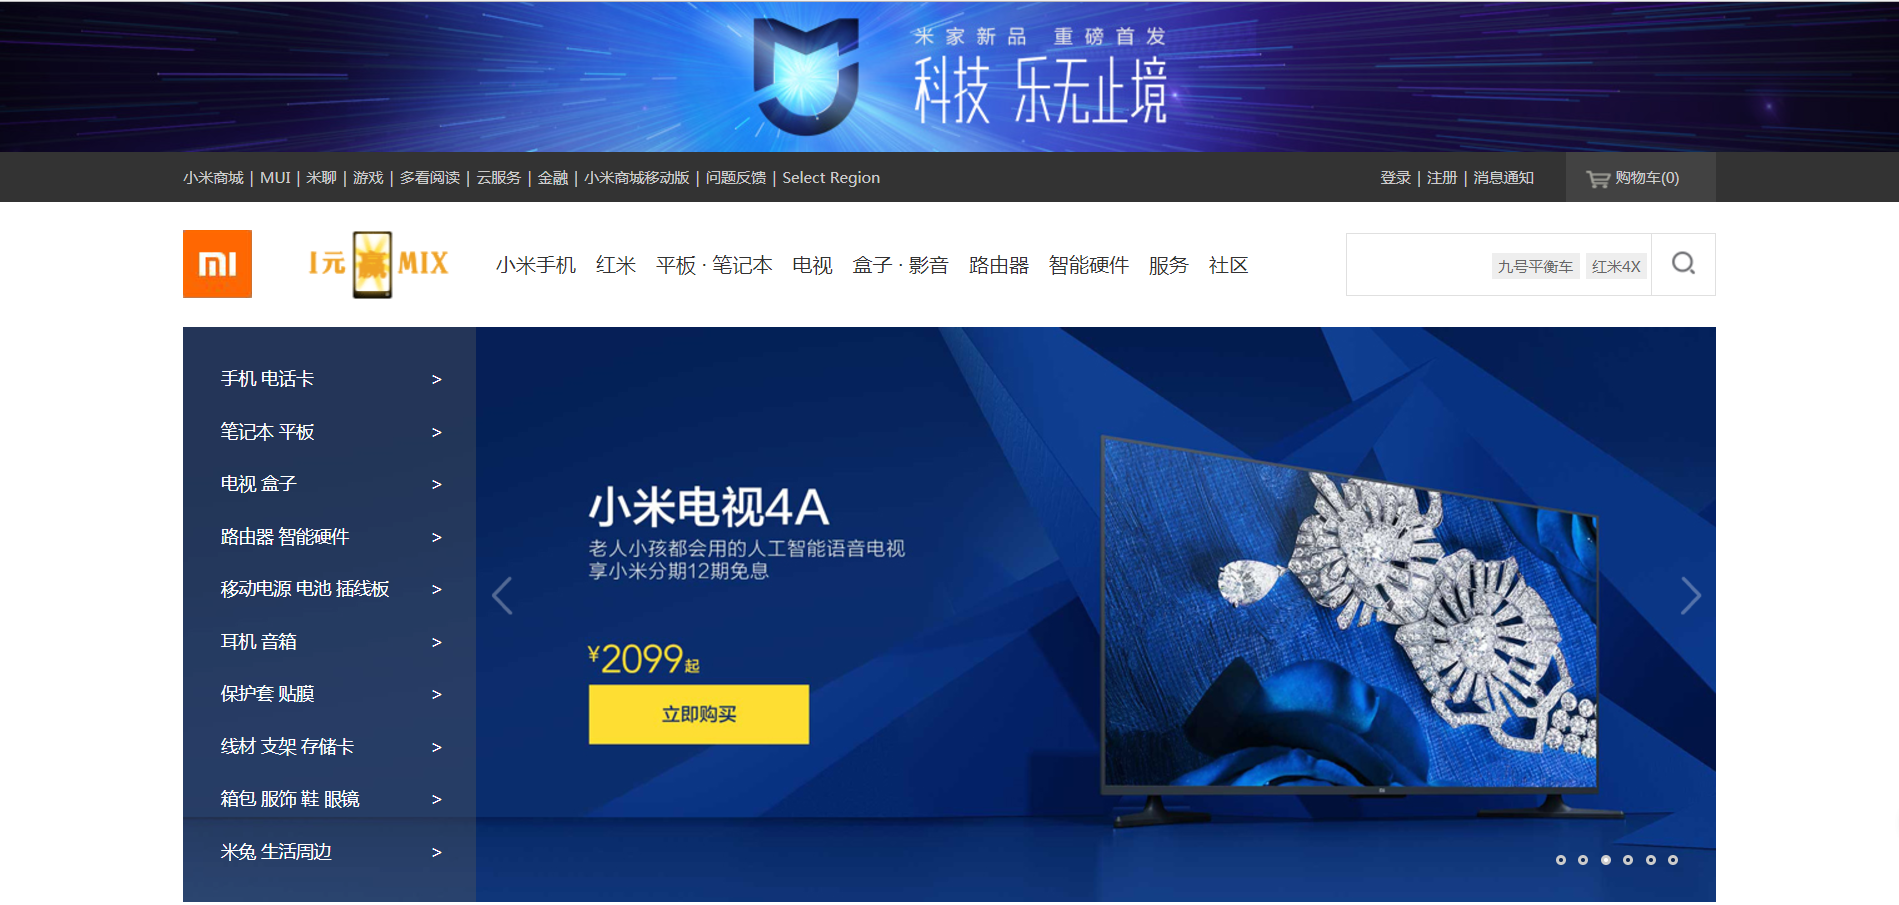 米家新品 重磅首发
科技 乐无止境
小米商城 | MUI | 米聊 | 游戏 | 多看阅读 | 云服务 | 金融 | 小米商城移动版 | 问题反馈 | Select Region
登录 | 注册 | 消息通知
购物车(0)
MI
1元赢MIX
小米手机 红米 平板 · 笔记本 电视 盒子 · 影音 路由器 智能硬件 服务 社区
九号平衡车 红米4X
手机 电话卡 >
笔记本 平板 >
电视 盒子 >
路由器 智能硬件 >
移动电源 电池 插线板 >
耳机 音箱 >
保护套 贴膜 >
线材 支架 存储卡 >
箱包 服饰 鞋 眼镜 >
米兔 生活周边 >
小米电视4A
老人小孩都会用的人工智能语音电视
享小米分期12期免息
¥2099起
立即购买